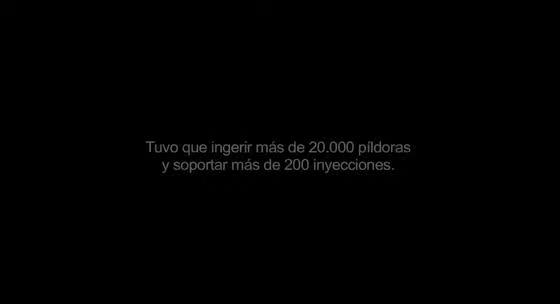 Tuvo que ingerir más de 20.000 píldoras
y soportar más de 200 inyecciones.